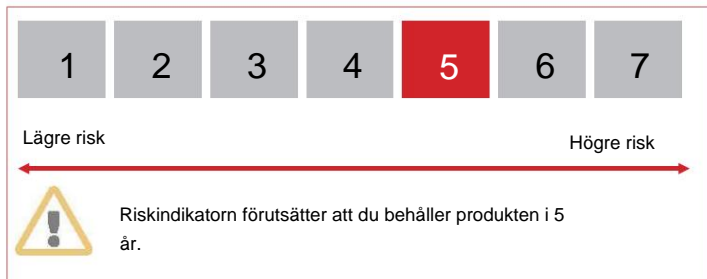 1 2 3 4 5 6 7
Lägre risk Högre risk
Riskindikatorn förutsätter att du behåller produkten i 5
år.